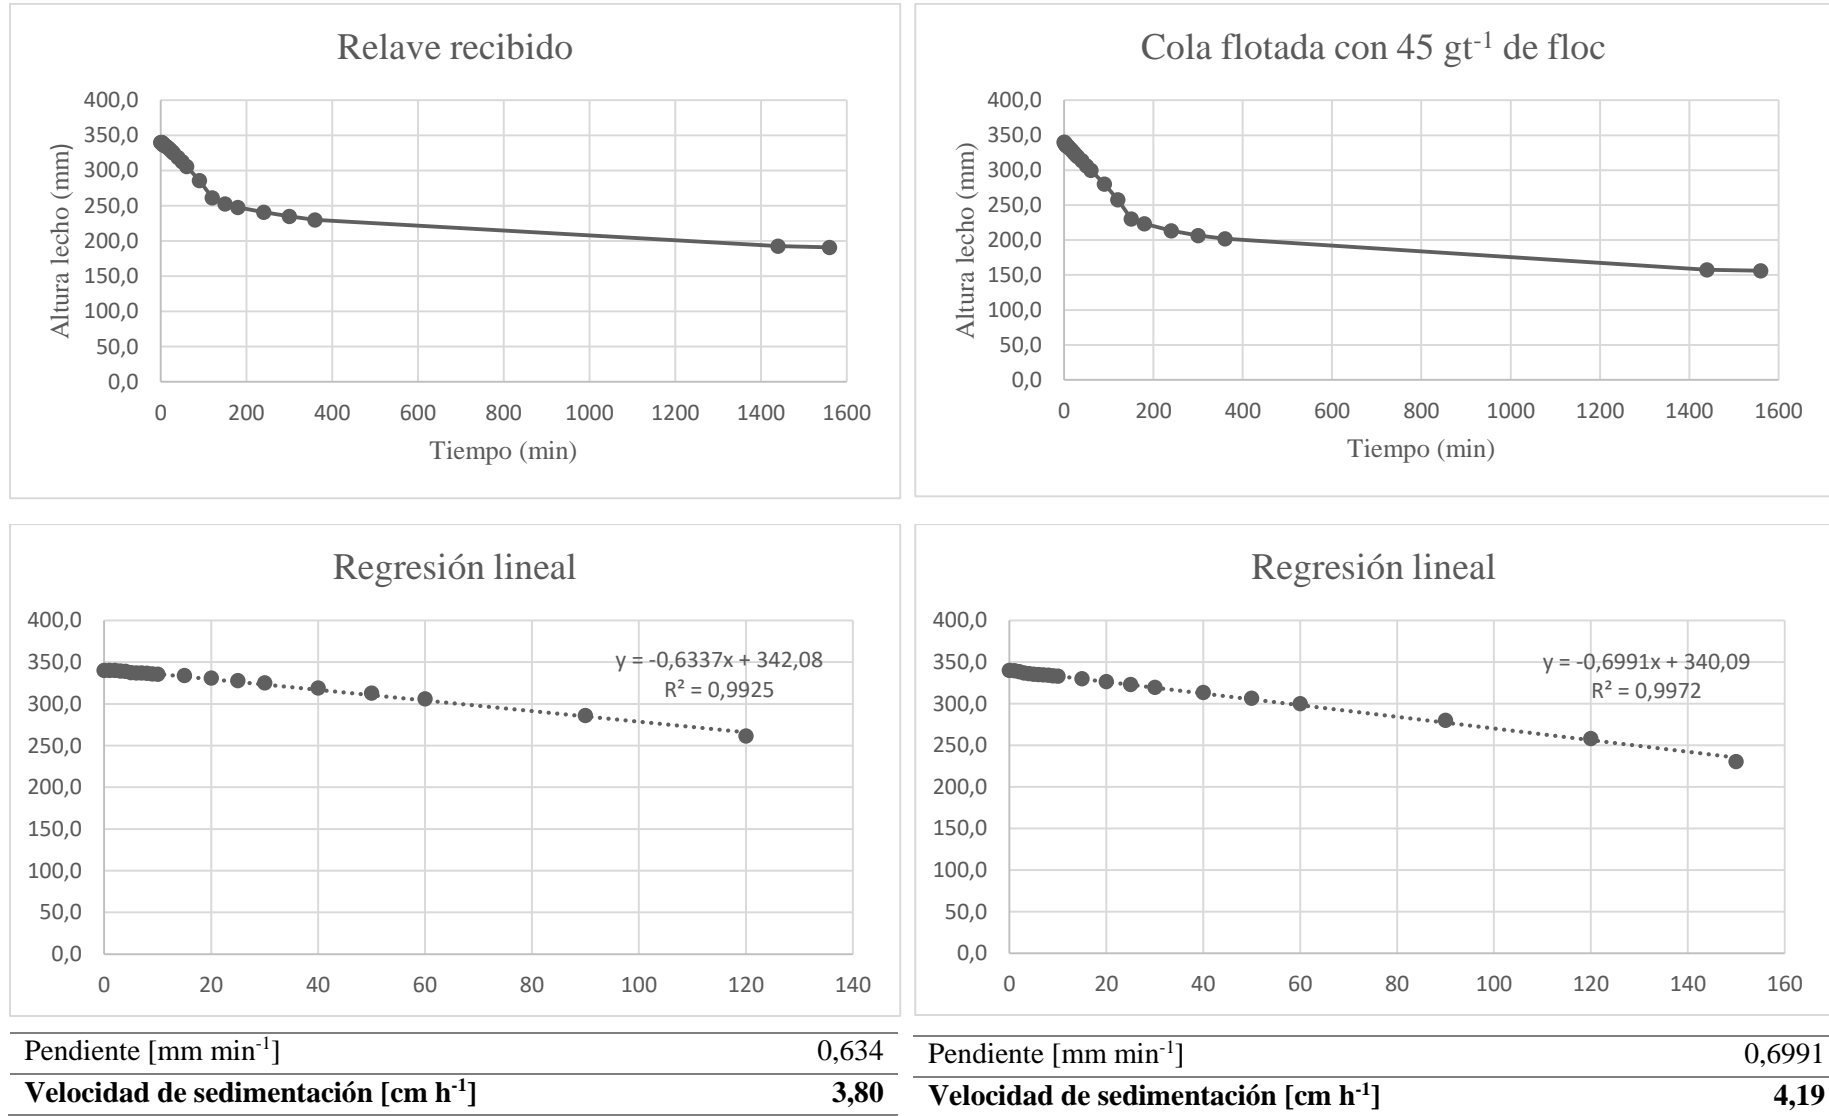 Relave recibido
400,0
350,0
300,0
250,0
200,0
150,0
100,0
50,0
0,0
0 200 400 600 800 1000 1200 1400 1600
Altura lecho (mm)
Tiempo (min)
Cola flotada con 45 gt⁻¹ de floc
400,0
350,0
300,0
250,0
200,0
150,0
100,0
50,0
0,0
0 200 400 600 800 1000 1200 1400 1600
Altura lecho (mm)
Tiempo (min)
Regresión lineal
400,0
350,0
300,0
250,0
200,0
150,0
100,0
50,0
0,0
0 20 40 60 80 100 120 140
y = -0,6337x + 342,08
R² = 0,9925
Regresión lineal
400,0
350,0
300,0
250,0
200,0
150,0
100,0
50,0
0,0
0 20 40 60 80 100 120 140 160
y = -0,6991x + 340,09
R² = 0,9972
Pendiente [mm min⁻¹] 0,634
Velocidad de sedimentación [cm h⁻¹] 3,80
Pendiente [mm min⁻¹] 0,6991
Velocidad de sedimentación [cm h⁻¹] 4,19